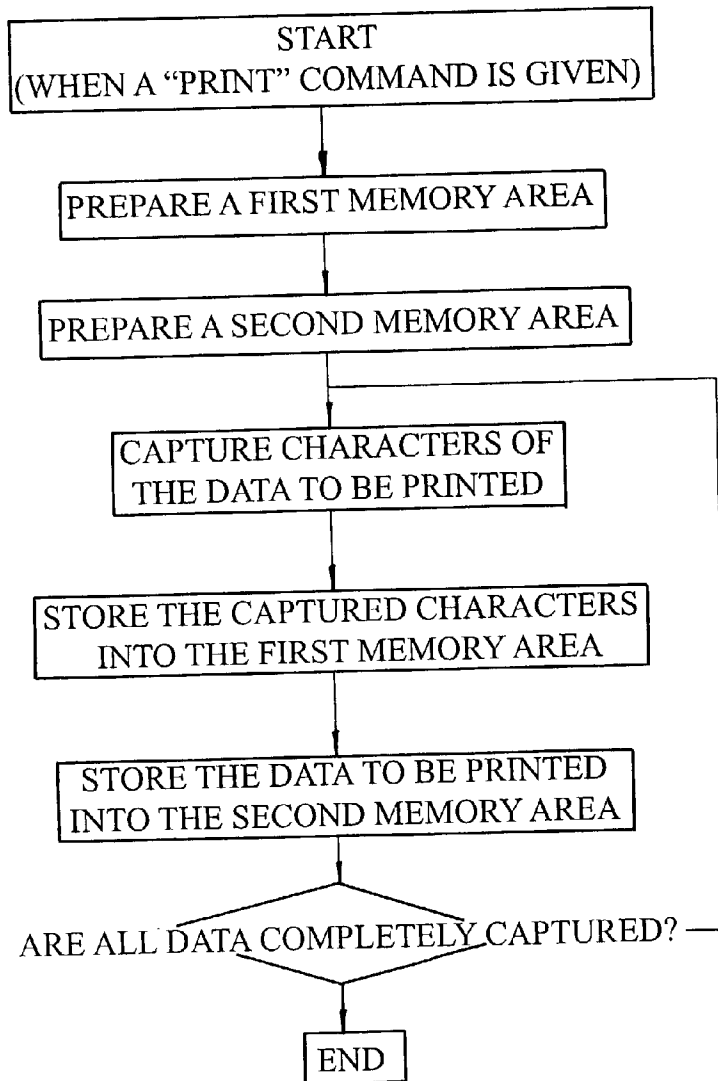 START
(WHEN A “PRINT” COMMAND IS GIVEN)
PREPARE A FIRST MEMORY AREA
PREPARE A SECOND MEMORY AREA
CAPTURE CHARACTERS OF
THE DATA TO BE PRINTED
STORE THE CAPTURED CHARACTERS
INTO THE FIRST MEMORY AREA
STORE THE DATA TO BE PRINTED
INTO THE SECOND MEMORY AREA
ARE ALL DATA COMPLETELY CAPTURED?
END